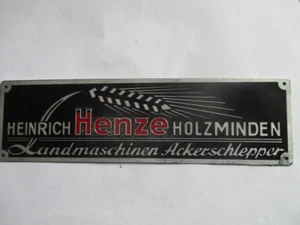 HEINRICH Henze HOLZMINDEN
Landmaschinen Ackerschlepper